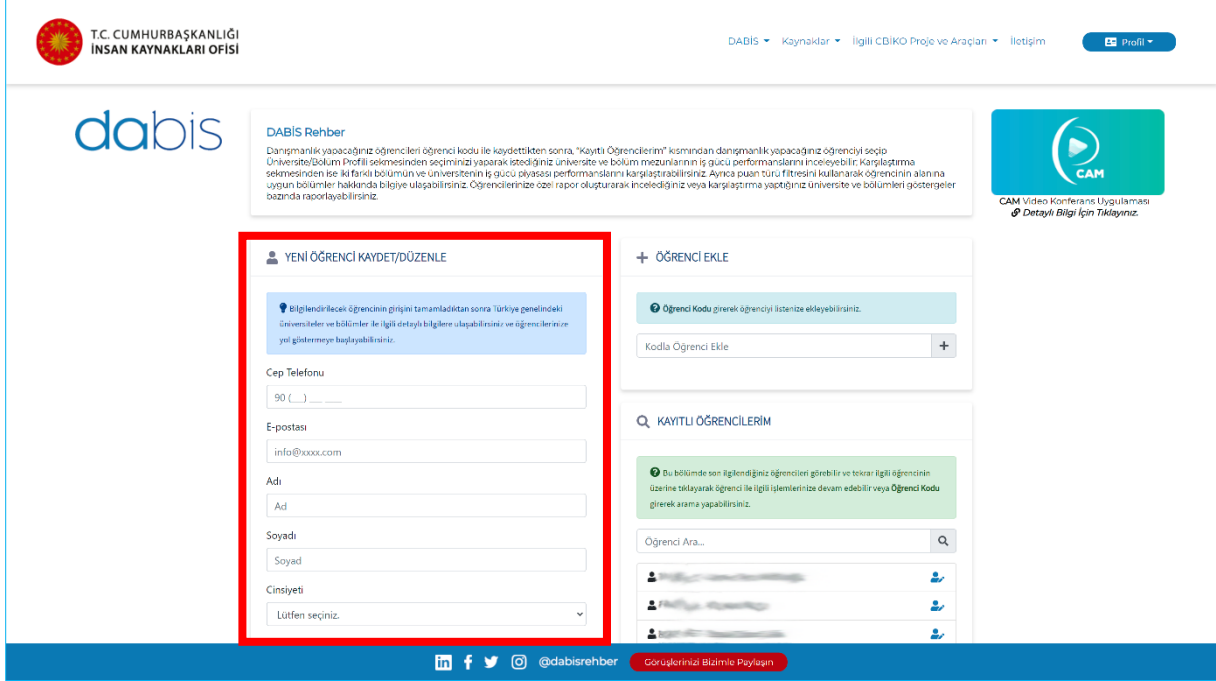 T.C. CUMHURBAŞKANLIĞI
İNSAN KAYNAKLARI OFİSİ
DABİS Kaynaklar İlgili CBİKO Proje ve Araçları İletişim Profil
dabis
DABİS Rehber
Danışmanlık yapacağınız öğrencileri öğrenci kodu ile kaydettikten sonra, "Kayıtlı Öğrencilerim" kısmından danışmanlık yapacağınız öğrenciyi seçip
Üniversite/Bölüm Profili sekmesinden seçiminizi yaparak istediğiniz üniversite ve bölüm mezunlarının iş gücü performanslarını inceleyebilir; Karşılaştırma
sekmesinden ise iki farklı bölümün ve üniversitenin iş gücü piyasası performanslarını karşılaştırabilirsiniz. Ayrıca puan türü filtresini kullanarak öğrencinin alanına
uygun bölümler hakkında bilgiye ulaşabilirsiniz. Öğrencilerinize özel rapor oluşturarak incelediğiniz veya karşılaştırma yaptığınız üniversite ve bölümleri göstergeler
bazında raporlayabilirsiniz.
CAM
CAM Video Konferans Uygulaması
Detaylı Bilgi İçin Tıklayınız.
YENİ ÖĞRENCİ KAYDET/DÜZENLE
Bilgilendirilecek öğrencinin girişini tamamladıktan sonra Türkiye genelindeki
üniversiteler ve bölümler ile ilgili detaylı bilgilere ulaşabilirsiniz ve öğrencilerinize
yol göstermeye başlayabilirsiniz.
Cep Telefonu
90 (__) ___ ____
E-postası
info@xxxx.com
Adı
Ad
Soyadı
Soyad
Cinsiyeti
Lütfen seçiniz.
ÖĞRENCİ EKLE
Öğrenci Kodu girerek öğrenciyi listenize ekleyebilirsiniz.
Kodla Öğrenci Ekle
KAYITLI ÖĞRENCİLERİM
Bu bölümde son ilgilendiğiniz öğrencileri görebilir ve tekrar ilgili öğrencinin
üzerine tıklayarak öğrenci ile ilgili işlemlerinize devam edebilir veya Öğrenci Kodu
girerek arama yapabilirsiniz.
Öğrenci Ara...
@dabisrehber Görüşlerinizi Bizimle Paylaşın